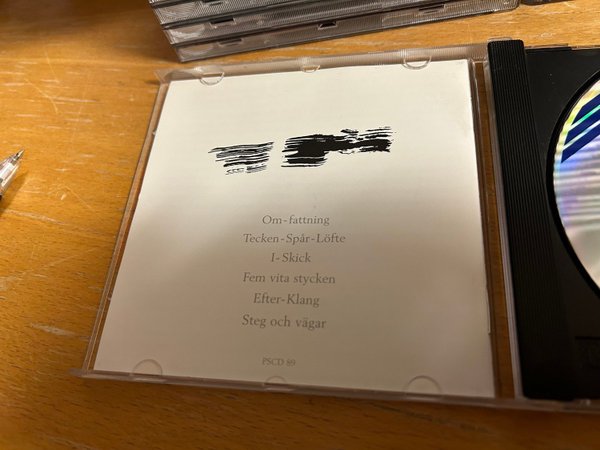 Om-fattning
Tecken-Spår-Löfte
I-Skick
Fem vita stycken
Efter-Klang
Steg och vägar
PSCD 89